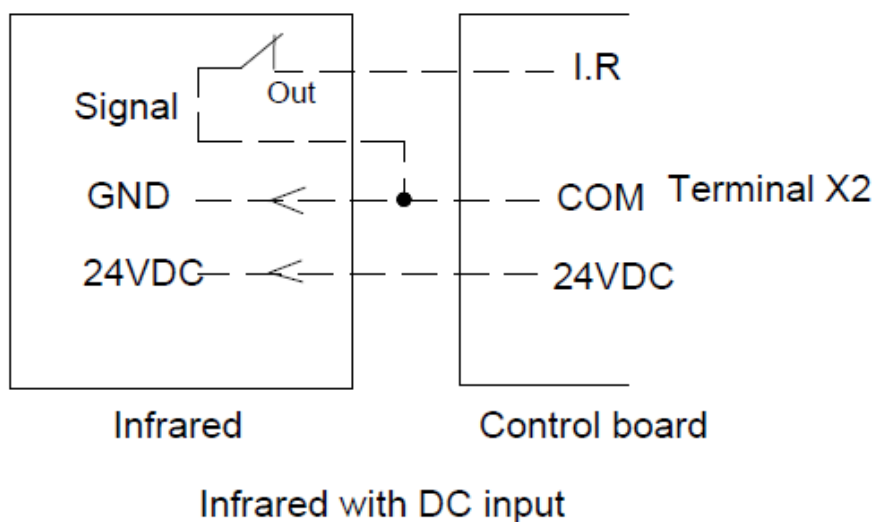 I.R
Out
Signal
GND
COM
Terminal X2
24VDC
24VDC
Infrared
Control board
Infrared with DC input